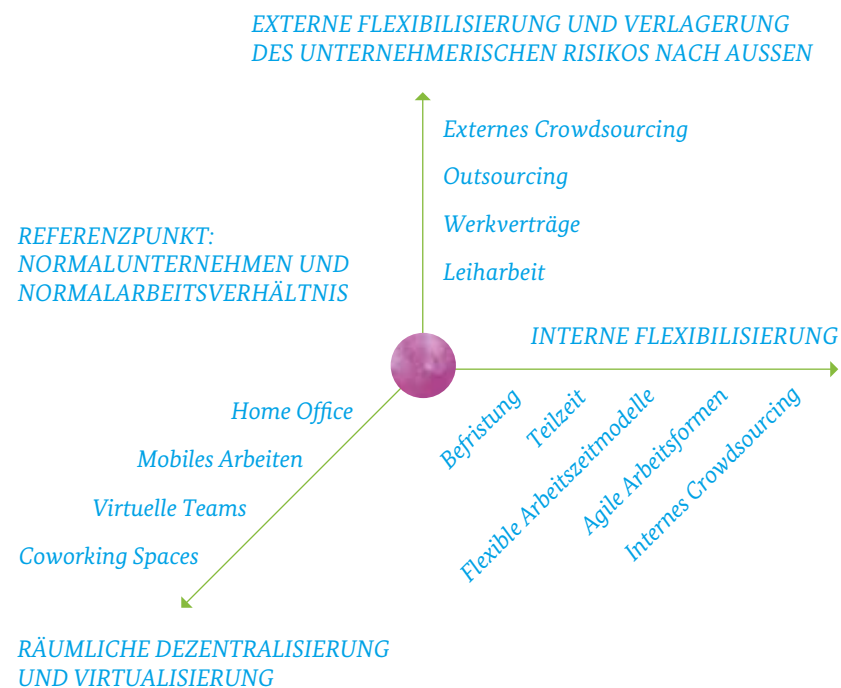 EXTERNE FLEXIBILISIERUNG UND VERLAGERUNG
DES UNTERNEHMERISCHEN RISIKOS NACH AUSSEN
Externes Crowdsourcing
Outsourcing
Werkverträge
Leiharbeit
REFERENZPUNKT:
NORMALUNTERNEHMEN UND
NORMALARBEITSVERHÄLTNIS
INTERNE FLEXIBILISIERUNG
Befristung
Teilzeit
Flexible Arbeitszeitmodelle
Agile Arbeitsformen
Internes Crowdsourcing
Home Office
Mobiles Arbeiten
Virtuelle Teams
Coworking Spaces
RÄUMLICHE DEZENTRALISIERUNG
UND VIRTUALISIERUNG